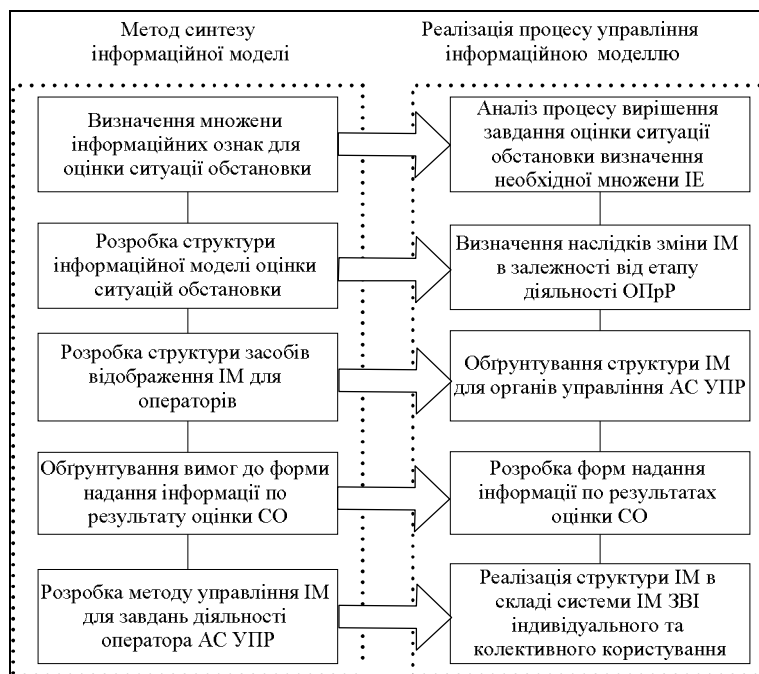 Метод синтезу
інформаційної моделі
Визначення множени
інформаційних ознак для
оцінки ситуації обстановки
Розробка структури
інформаційної моделі оцінки
ситуацій обстановки
Розробка структури засобів
відображення ІМ для
операторів
Обґрунтування вимог до форми
надання інформації по
результату оцінки СО
Розробка методу управління ІМ
для завдань діяльності
оператора АС УПР
Реалізація процесу управління
інформаційною моделлю
Аналіз процесу вирішення
завдання оцінки ситуації
обстановки визначення
необхідної множени ІЕ
Визначення наслідків зміни ІМ
в залежності від етапу
діяльності ОПрР
Обґрунтування структури ІМ
для органів управління АС УПР
Розробка форм надання
інформації по результатах
оцінки СО
Реалізація структури ІМ в
складі системи ІМ ЗВІ
індивідуального та
колективного користування